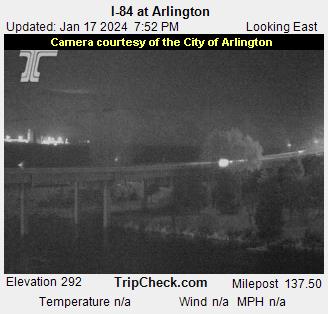 I-84 at Arlington
Updated: Jan 17 2024 7:52 PM Looking East
Camera courtesy of the City of Arlington
Elevation 292 TripCheck.com Milepost 137.50
Temperature n/a Wind n/a MPH n/a